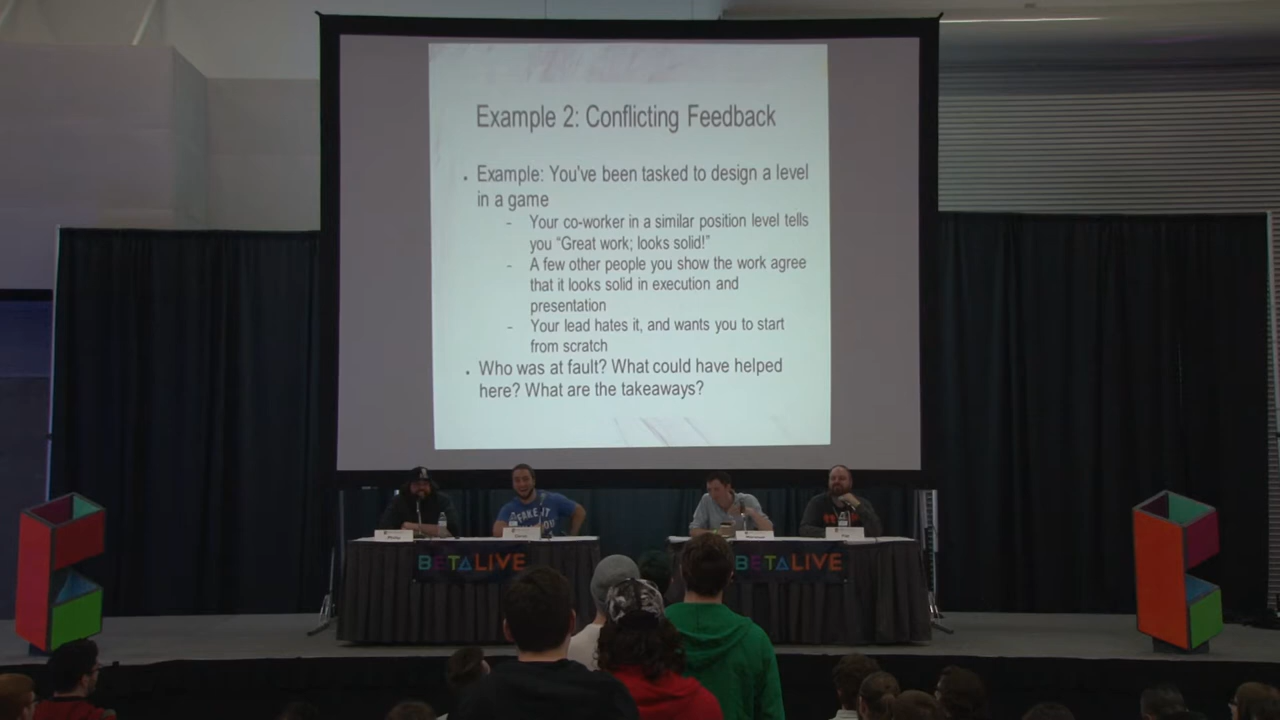 Example 2: Conflicting Feedback
. Example: You've been tasked to design a level
in a game
- Your co-worker in a similar position level tells
you “Great work; looks solid!”
- A few other people you show the work agree
that it looks solid in execution and
presentation
- Your lead hates it, and wants you to start
from scratch
. Who was at fault? What could have helped
here? What are the takeaways?
FAKE IT
BETALIVE
BETALIVE